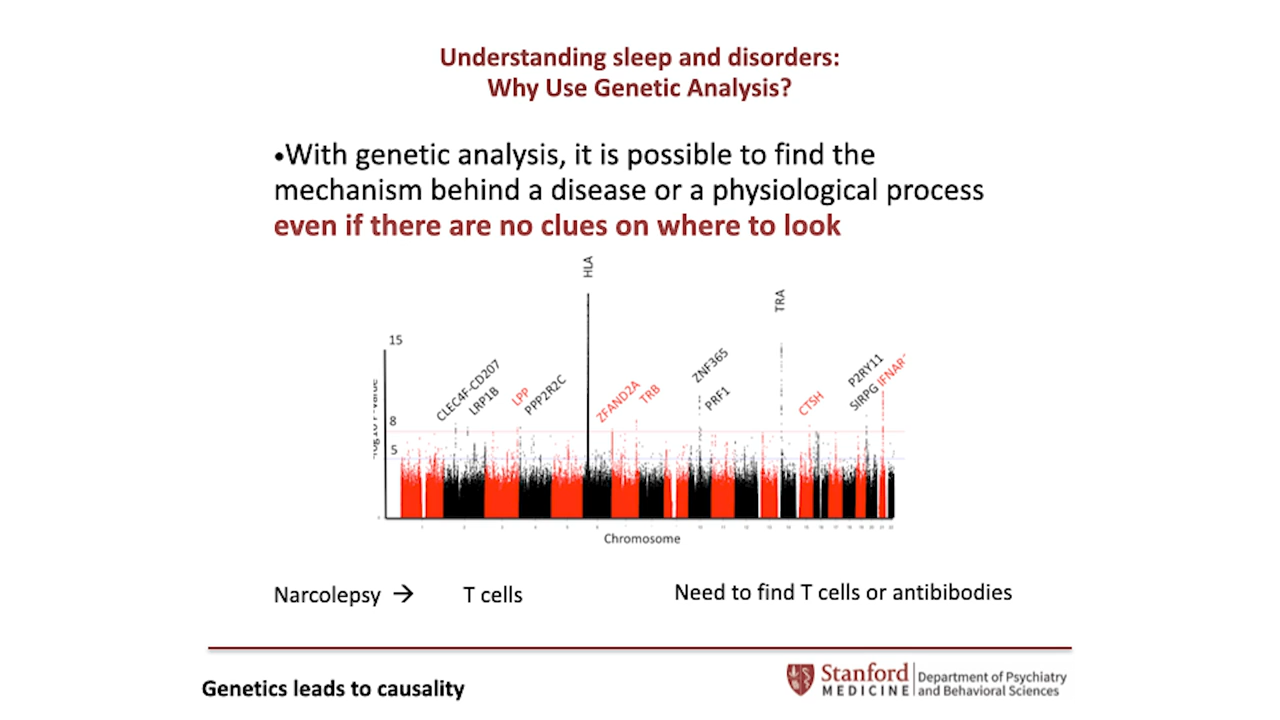 Understanding sleep and disorders:
Why Use Genetic Analysis?
•With genetic analysis, it is possible to find the
mechanism behind a disease or a physiological process
even if there are no clues on where to look
HLA
TRA
15
CLEC4F-CD207
LRP1B
LPP
PPP2R2C
ZFAND2A
TRB
ZNF365
PRF1
CTSH
P2RY11
SIRPG
IFNAR
8
5
Chromosome
Narcolepsy → T cells
Need to find T cells or antibibodies
Genetics leads to causality
Stanford
MEDICINE
Department of Psychiatry
and Behavioral Sciences